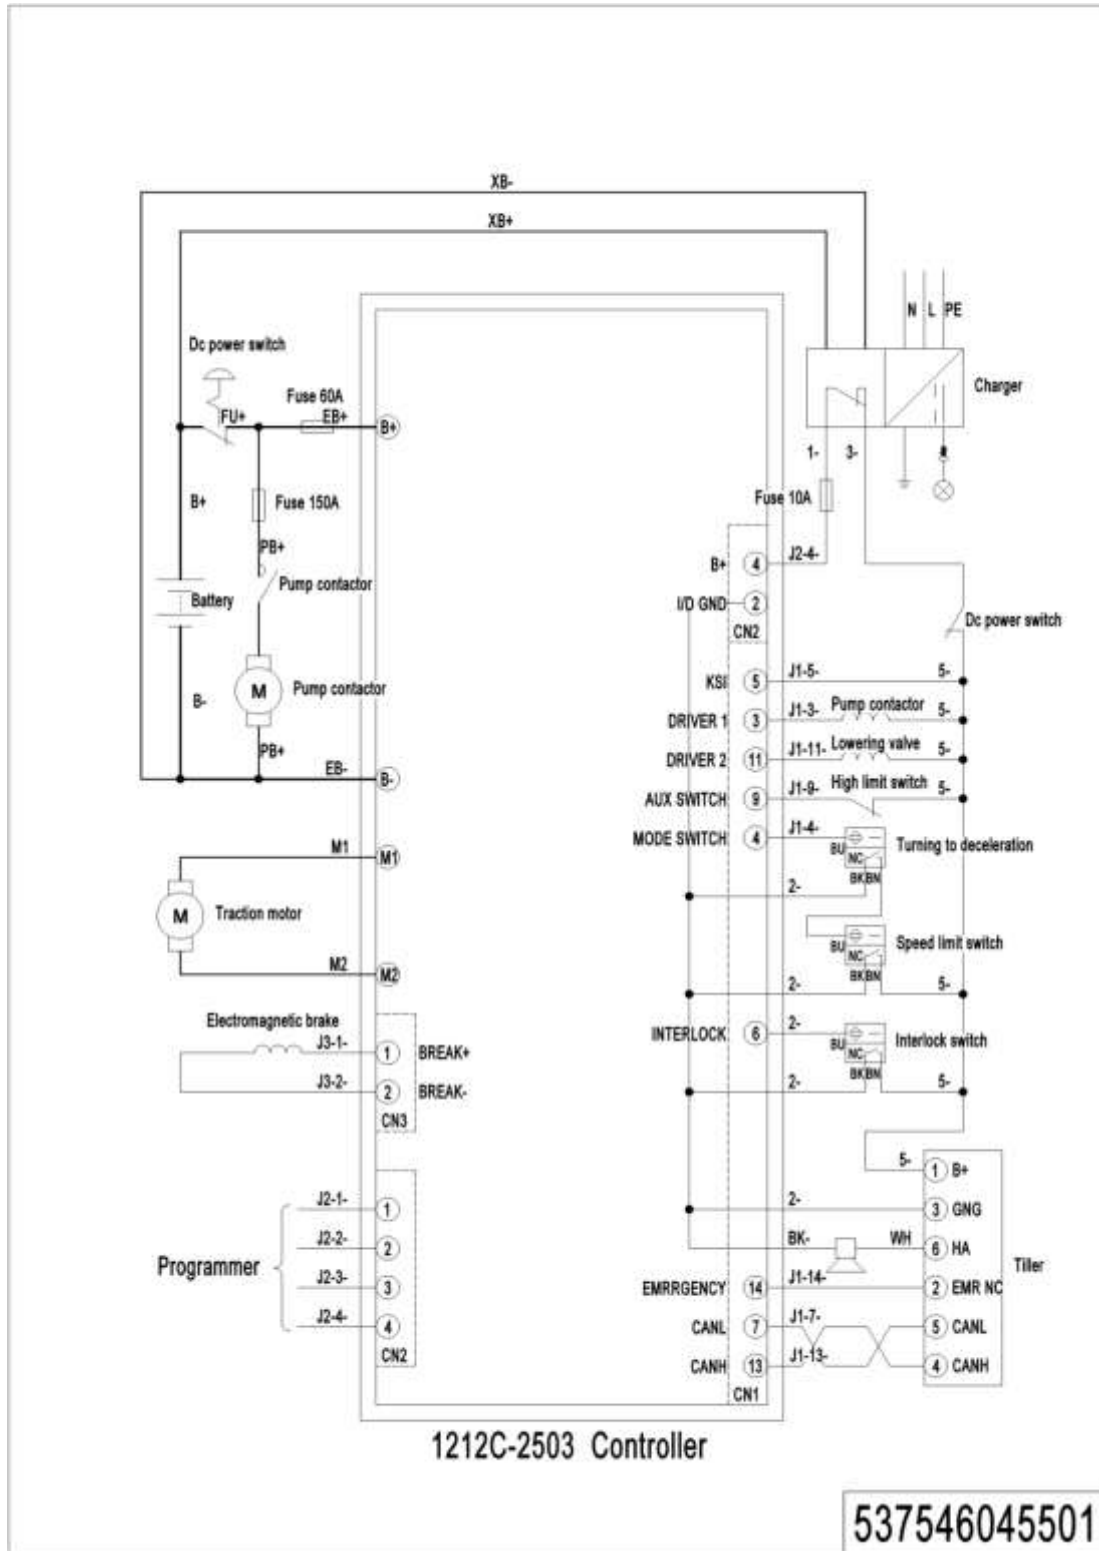 XB-
XB+
N L PE
Dc power switch
Charger
Fuse 60A
FU+ EB+ B+
1- 3-
Fuse 10A
B+ Fuse 150A
PB+
B+ 4 J2-4-
Pump contactor
Battery
I/D GND 2
CN2
Dc power switch
KSI 5 J1-5- 5-
M Pump contactor
B-
DRIVER 1 3 J1-3- Pump contactor 5-
PB+
DRIVER 2 11 J1-11- Lowering valve 5-
EB- B-
AUX SWITCH 9 J1-9- High limit switch 5-
MODE SWITCH 4 J1-4- Turning to deceleration
BU NC
BK BN
M1 M1
2-
M Traction motor
Speed limit switch
BU NC
BK BN
M2 M2
2- 5-
Electromagnetic brake
INTERLOCK 6 2- Interlock switch
BU NC
BK BN
J3-1- 1 BREAK+
J3-2- 2 BREAK-
2- 5-
CN3
5- 1 B+
J2-1- 1
2- 3 GNG
J2-2- 2
BK- WH 6 HA
Programmer
Tiller
J2-3- 3
EMRRGENCY 14 J1-14- 2 EMR NC
J2-4- 4
CANL 7 J1-7- 5 CANL
CN2
CANH 13 J1-13- 4 CANH
CN1
1212C-2503 Controller
537546045501